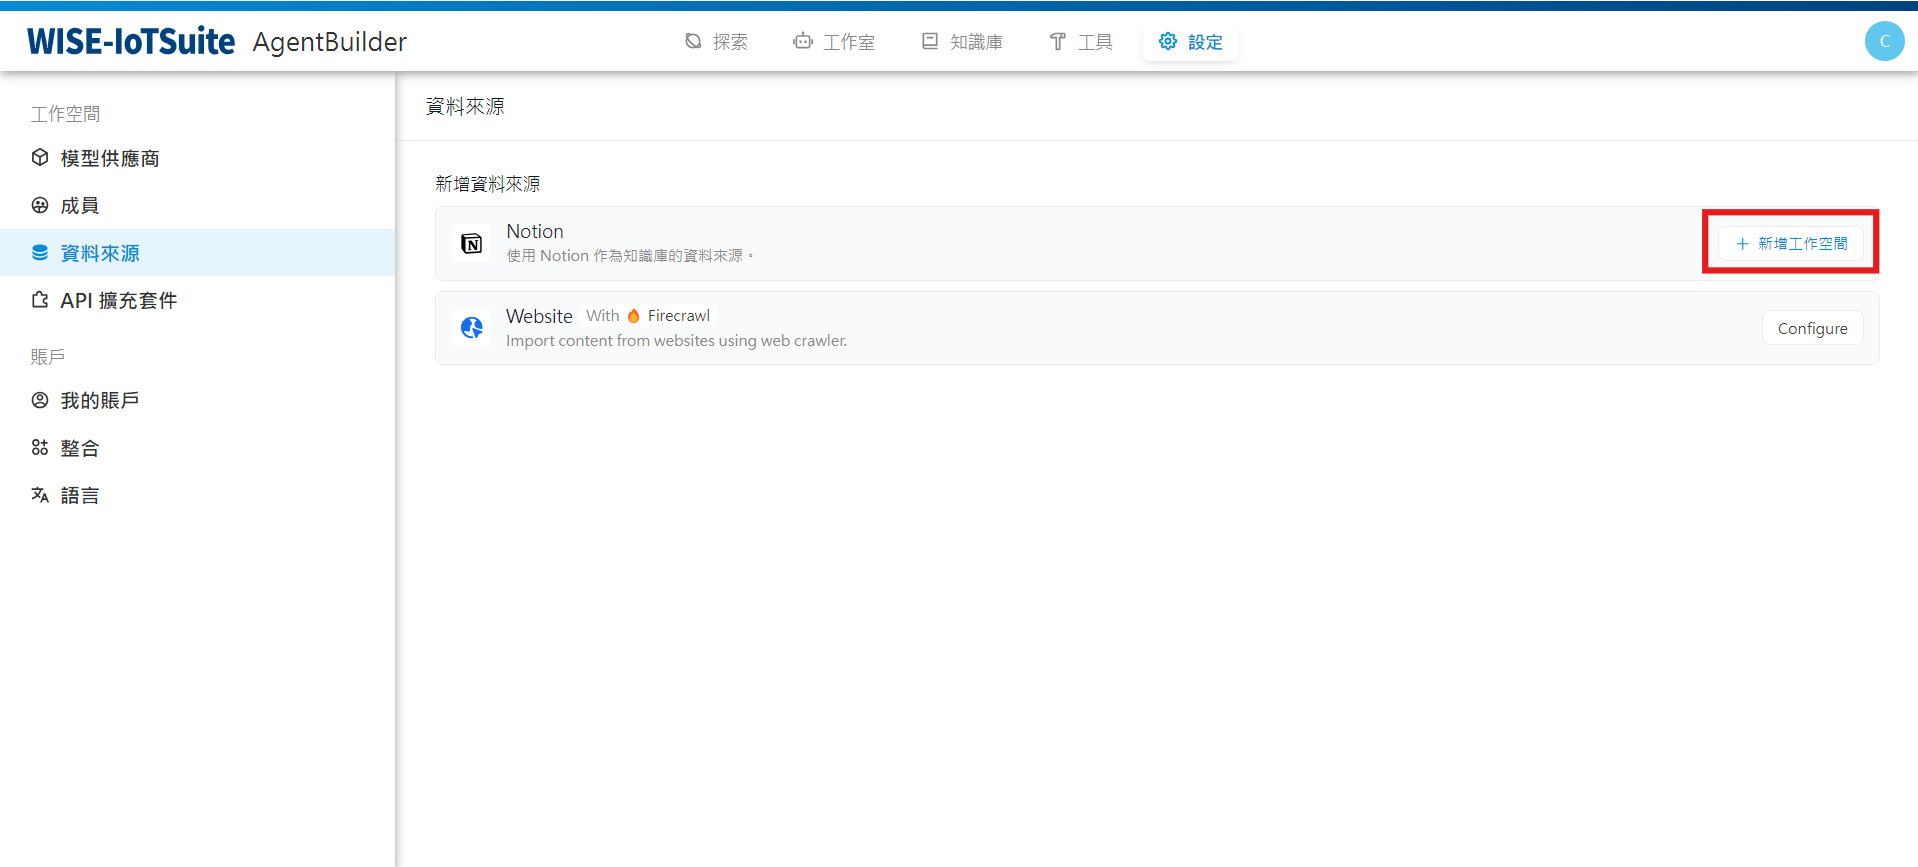 WISE-IoTSuite AgentBuilder
探索 工作室 知識庫 工具 設定
C
工作空間
模型供應商
成員
資料來源
API 擴充套件
賬戶
我的賬戶
整合
語言
資料來源
新增資料來源
Notion
使用 Notion 作為知識庫的資料來源。
+ 新增工作空間
Website With Firecrawl
Import content from websites using web crawler.
Configure